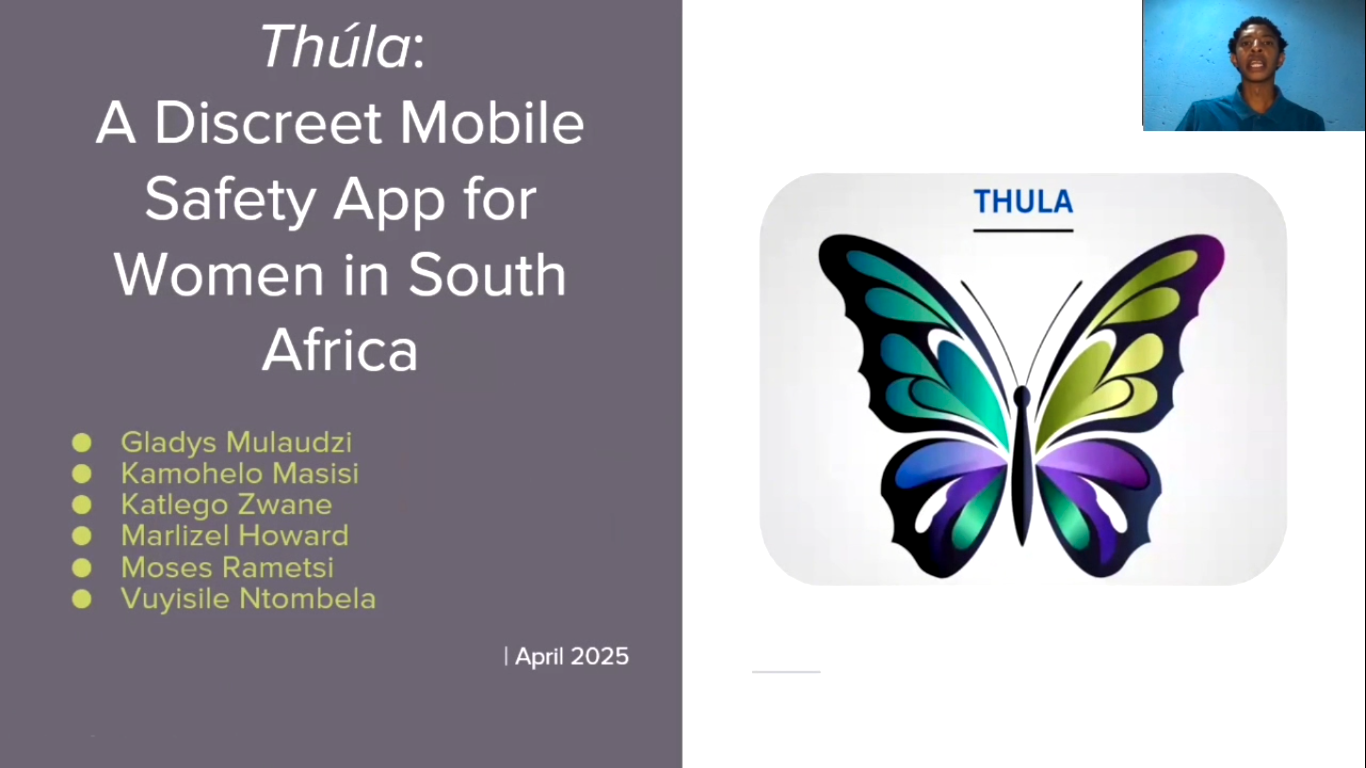 Thúla:
A Discreet Mobile
Safety App for
Women in South
Africa
● Gladys Mulaudzi
● Kamohelo Masisi
● Katlego Zwane
● Marlizel Howard
● Moses Rametsi
● Vuyisile Ntombela
| April 2025
THULA